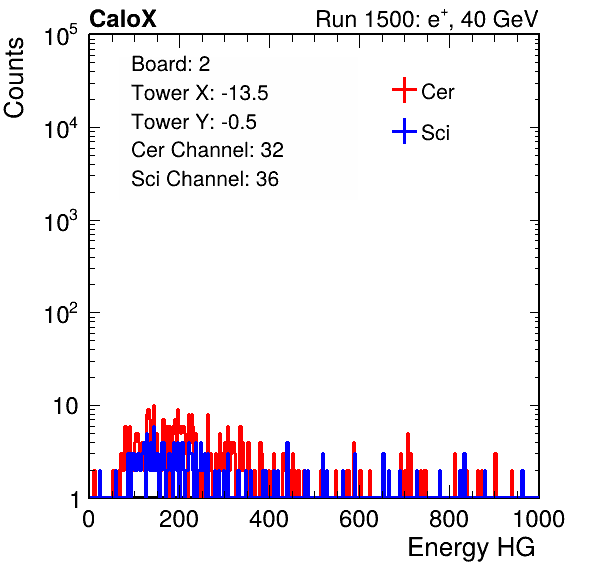 CaloX Run 1500: e⁺, 40 GeV
Counts
10⁵
10⁴
10³
10²
10
1
Board: 2
Tower X: -13.5
Tower Y: -0.5
Cer Channel: 32
Sci Channel: 36
Cer
Sci
0 200 400 600 800 1000
Energy HG